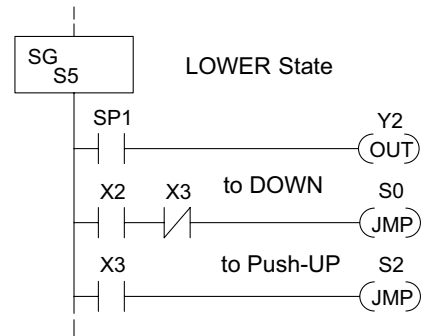 SG
S5
LOWER State
SP1 Y2
OUT
X2 X3 to DOWN S0
JMP
X3 to Push-UP S2
JMP